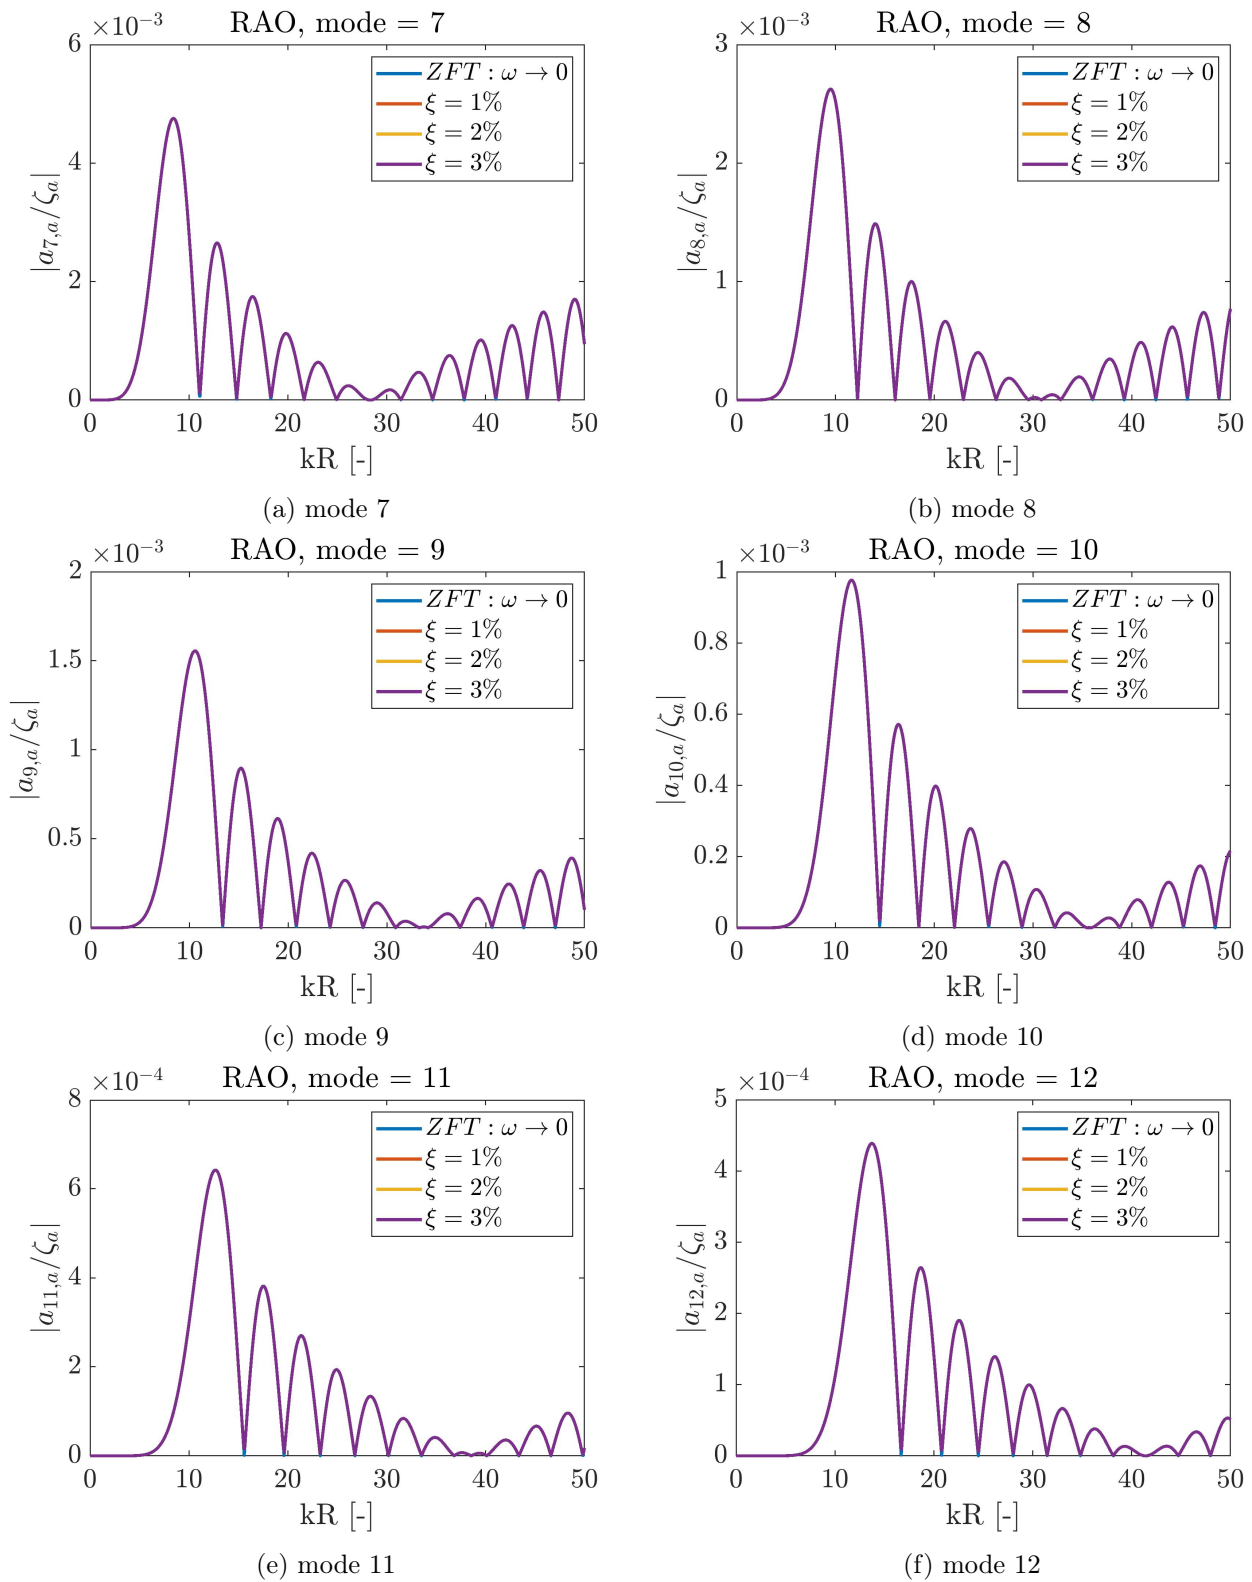 ×10⁻³
RAO, mode = 7
6
4
2
0
|a₇,ₐ/ζₐ|
ZFT : ω → 0
ξ = 1%
ξ = 2%
ξ = 3%
0 10 20 30 40 50
kR [-]
(a) mode 7
×10⁻³
RAO, mode = 8
3
2
1
0
|a₈,ₐ/ζₐ|
ZFT : ω → 0
ξ = 1%
ξ = 2%
ξ = 3%
0 10 20 30 40 50
kR [-]
(b) mode 8
×10⁻³
RAO, mode = 9
2
1.5
1
0.5
0
|a₉,ₐ/ζₐ|
ZFT : ω → 0
ξ = 1%
ξ = 2%
ξ = 3%
0 10 20 30 40 50
kR [-]
(c) mode 9
×10⁻³
RAO, mode = 10
1
0.8
0.6
0.4
0.2
0
|a₁₀,ₐ/ζₐ|
ZFT : ω → 0
ξ = 1%
ξ = 2%
ξ = 3%
0 10 20 30 40 50
kR [-]
(d) mode 10
×10⁻⁴
RAO, mode = 11
8
6
4
2
0
|a₁₁,ₐ/ζₐ|
ZFT : ω → 0
ξ = 1%
ξ = 2%
ξ = 3%
0 10 20 30 40 50
kR [-]
(e) mode 11
×10⁻⁴
RAO, mode = 12
5
4
3
2
1
0
|a₁₂,ₐ/ζₐ|
ZFT : ω → 0
ξ = 1%
ξ = 2%
ξ = 3%
0 10 20 30 40 50
kR [-]
(f) mode 12